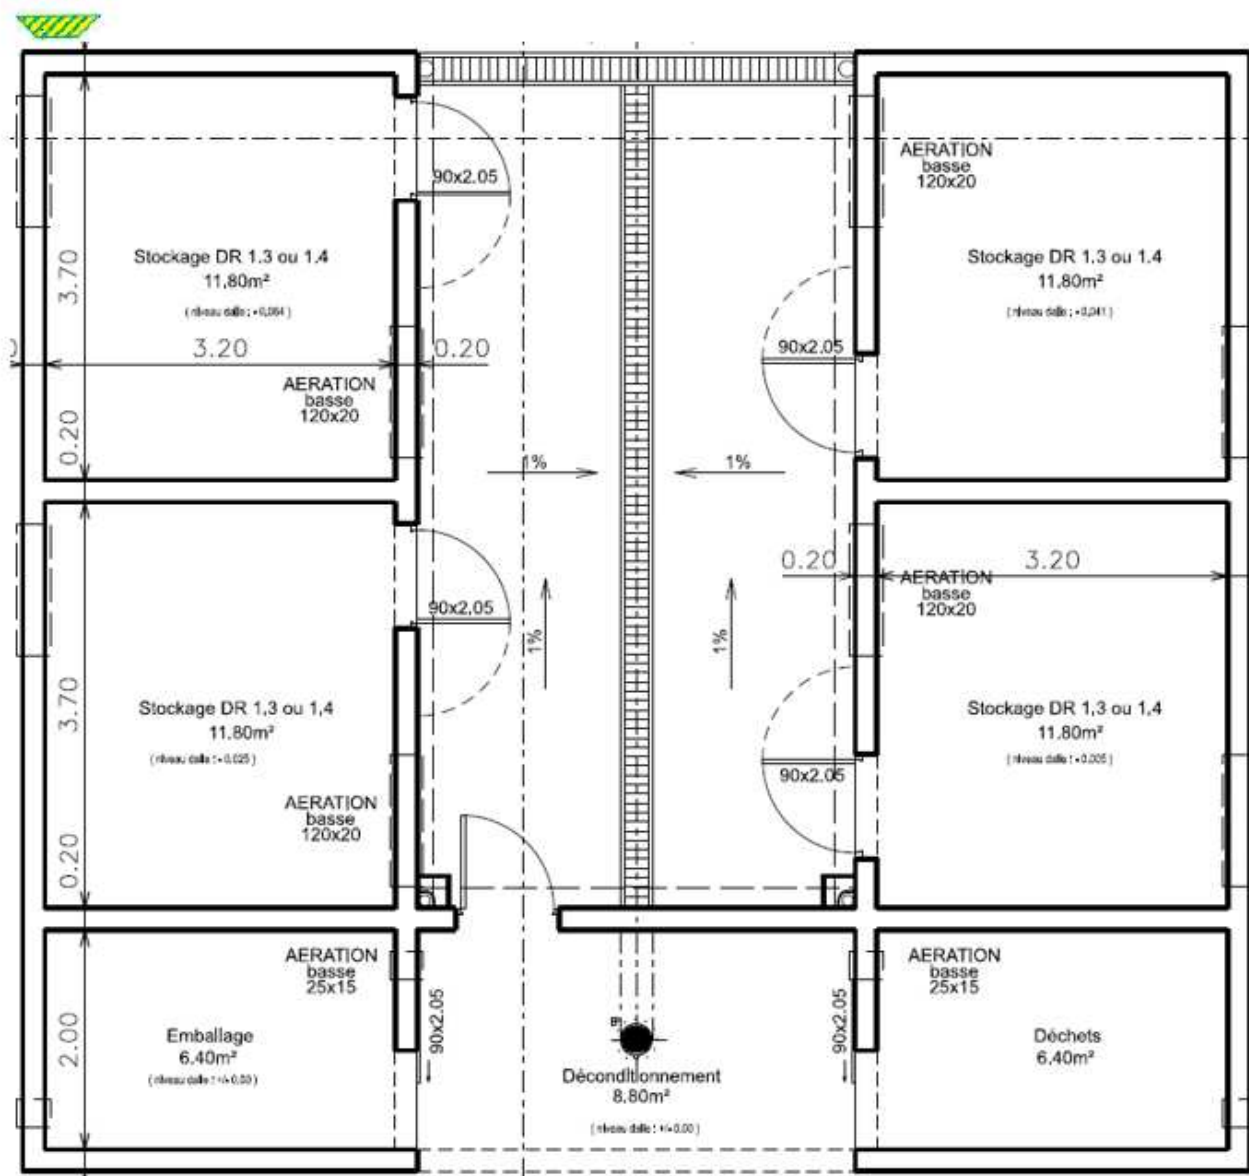 90x2.05
AERATION
basse
120x20
Stockage DR 1.3 ou 1.4
11.80m²
3.70
3.20
0.20
AERATION
basse
120x20
0.20
Stockage DR 1.3 ou 1.4
11.80m²
90x2.05
1%
1%
90x2.05
1%
1%
0.20
3.20
AERATION
basse
120x20
Stockage DR 1.3 ou 1.4
11.80m²
3.70
AERATION
basse
120x20
0.20
Stockage DR 1.3 ou 1.4
11.80m²
90x2.05
AERATION
basse
25x15
Emballage
6.40m²
2.00
90x2.05
Déconditionnement
8.80m²
( niveau dalle : +/- 0.00 )
90x2.05
AERATION
basse
25x15
Déchets
6.40m²